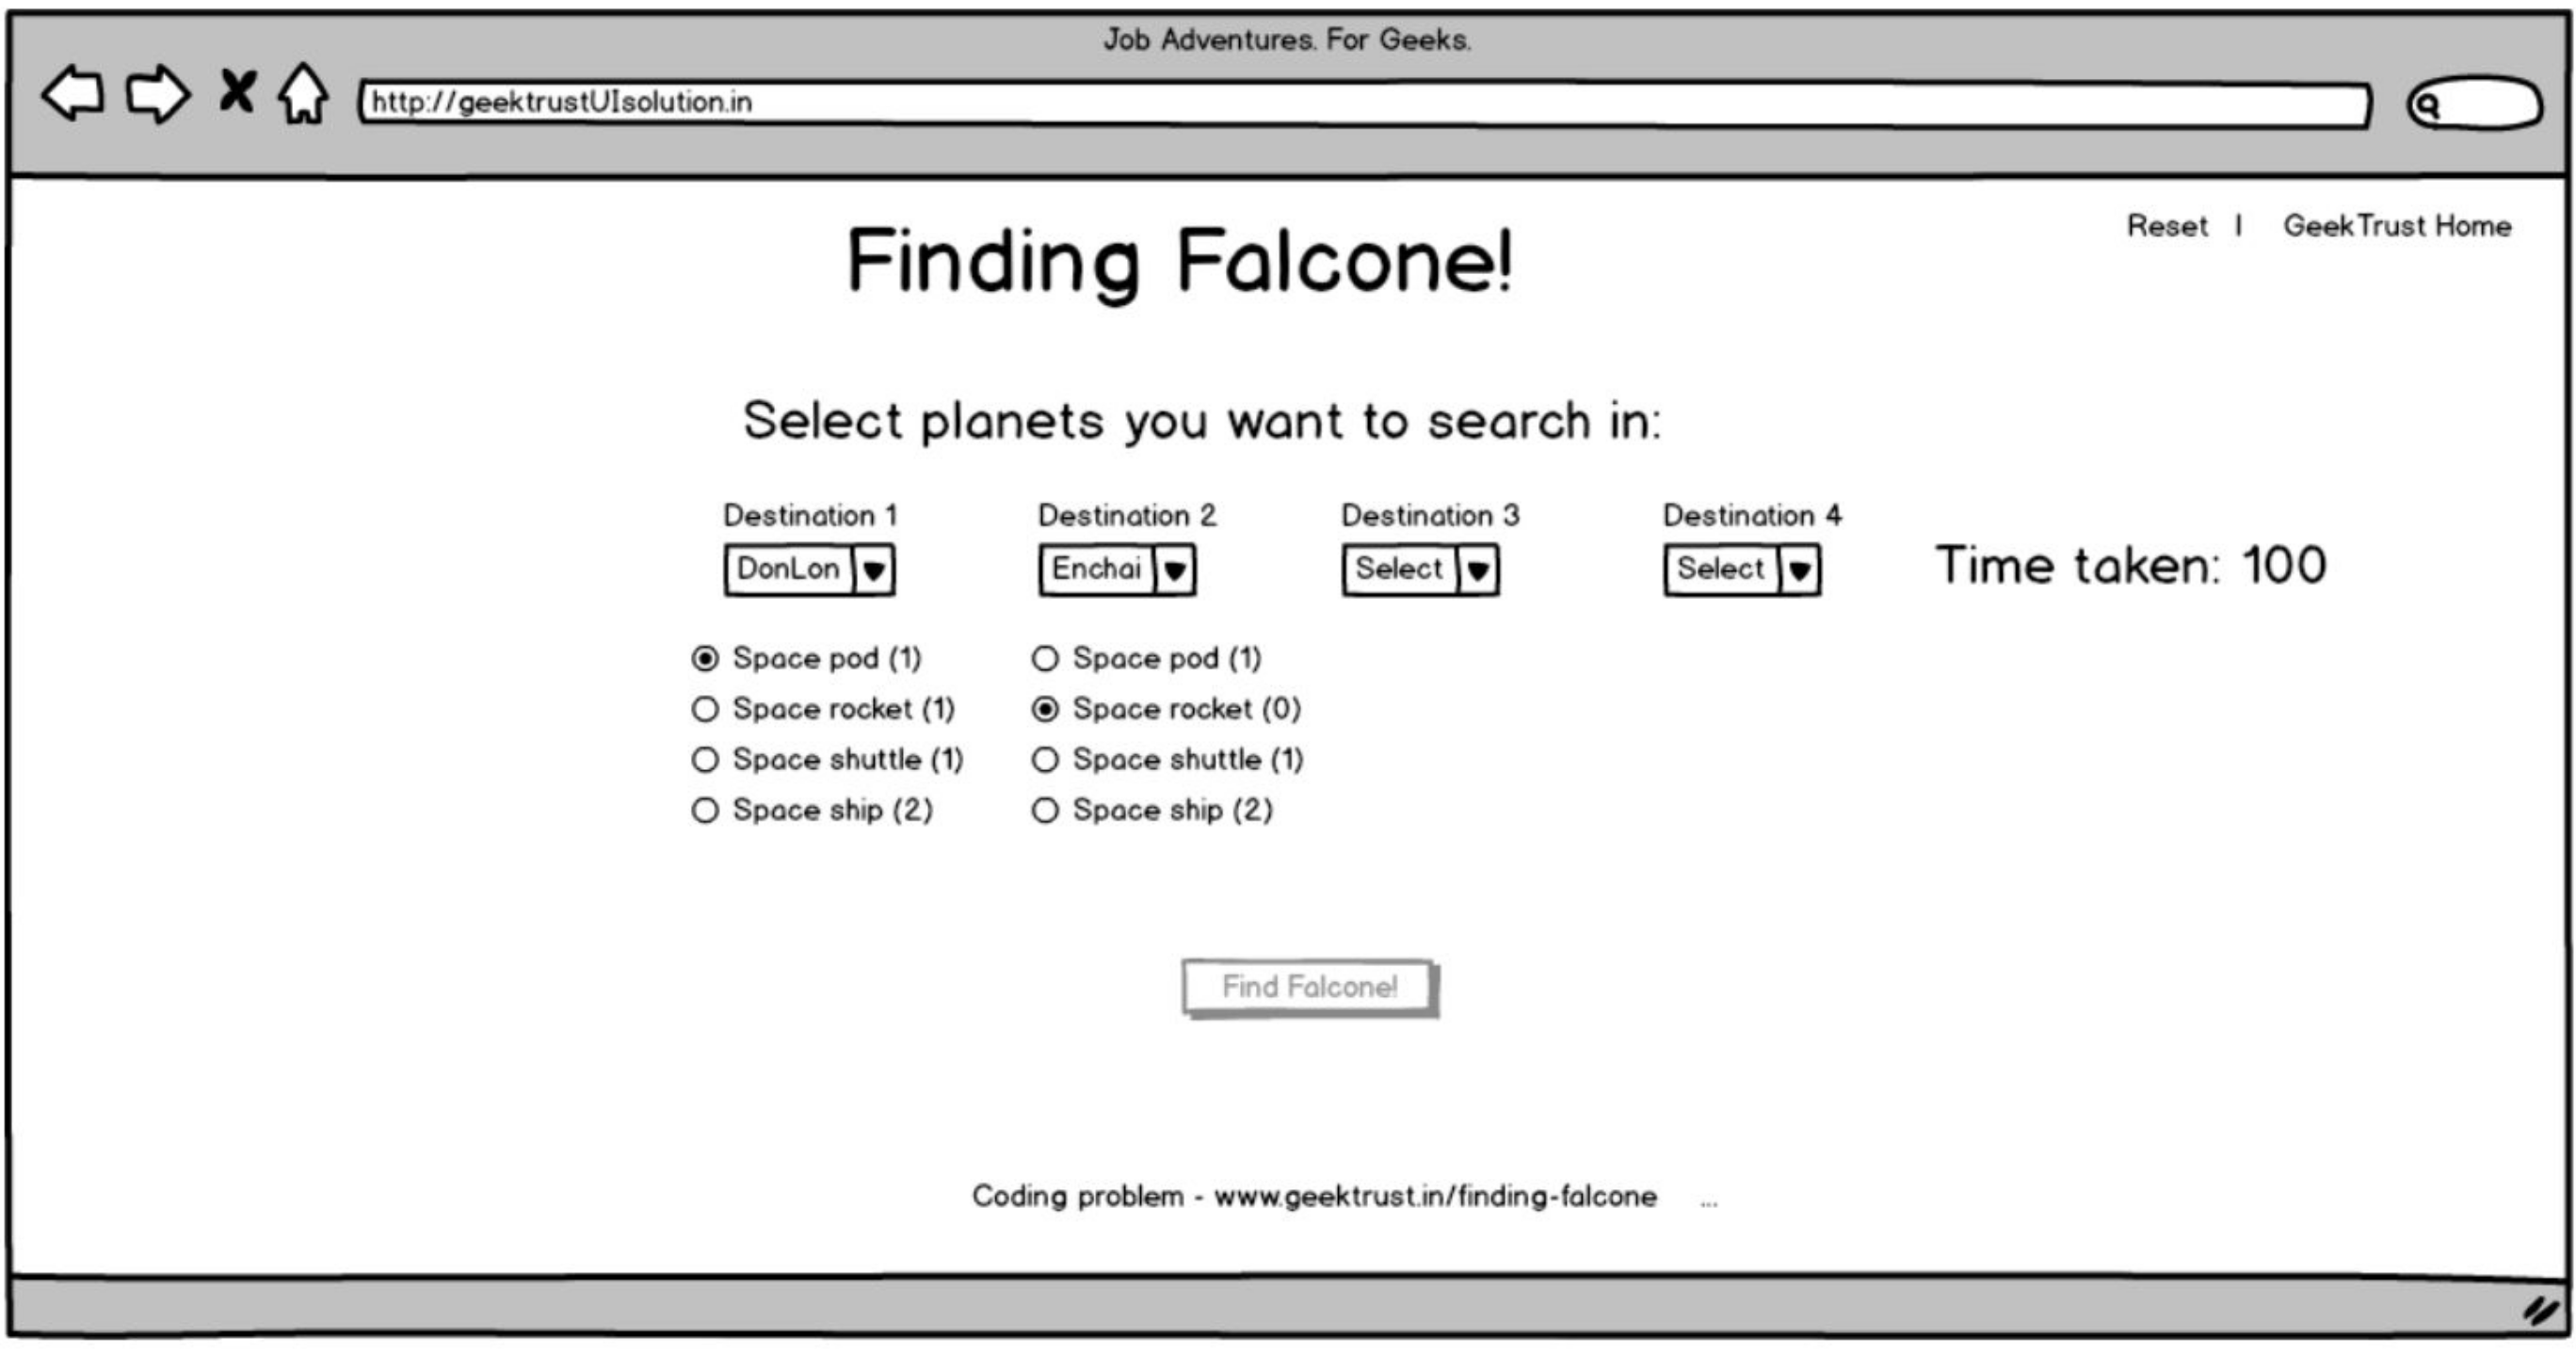 Job Adventures. For Geeks.
http://geektrustUIsolution.in
Reset | GeekTrust Home
Finding Falcone!
Select planets you want to search in:
Destination 1 Destination 2 Destination 3 Destination 4
DonLon Enchai Select Select Time taken: 100
Space pod (1) Space pod (1)
Space rocket (1) Space rocket (0)
Space shuttle (1) Space shuttle (1)
Space ship (2) Space ship (2)
Find Falcone!
Coding problem - www.geektrust.in/finding-falcone ...